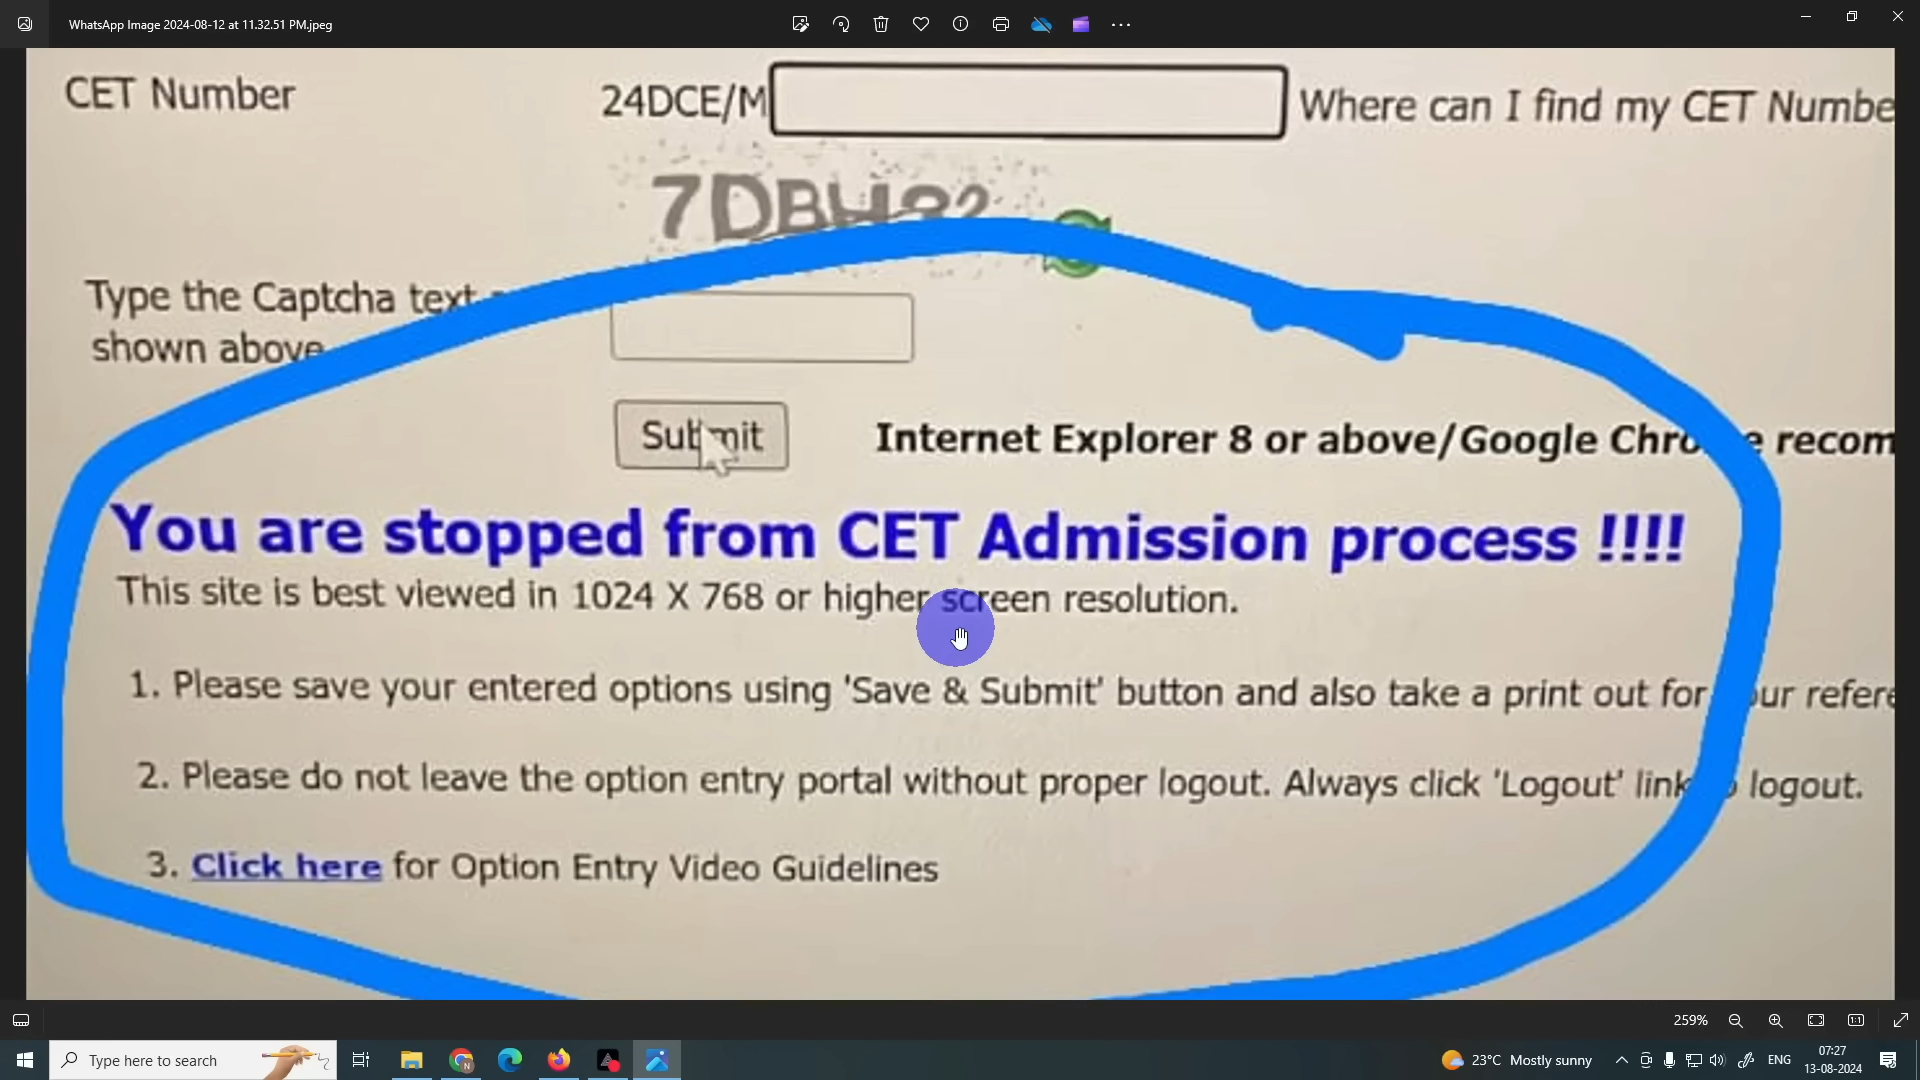 WhatsApp Image 2024-08-12 at 11.32.51 PM.jpeg
CET Number
24DCE/M
Where can I find my CET Numbe
7DBH82
Type the Captcha text
shown above
Submit
Internet Explorer 8 or above/Google Chrome recom
You are stopped from CET Admission process !!!!
This site is best viewed in 1024 X 768 or higher screen resolution.
1. Please save your entered options using 'Save & Submit' button and also take a print out for your refere
2. Please do not leave the option entry portal without proper logout. Always click 'Logout' link to logout.
3. Click here for Option Entry Video Guidelines
259%
Type here to search
23°C Mostly sunny
ENG
07:27
13-08-2024